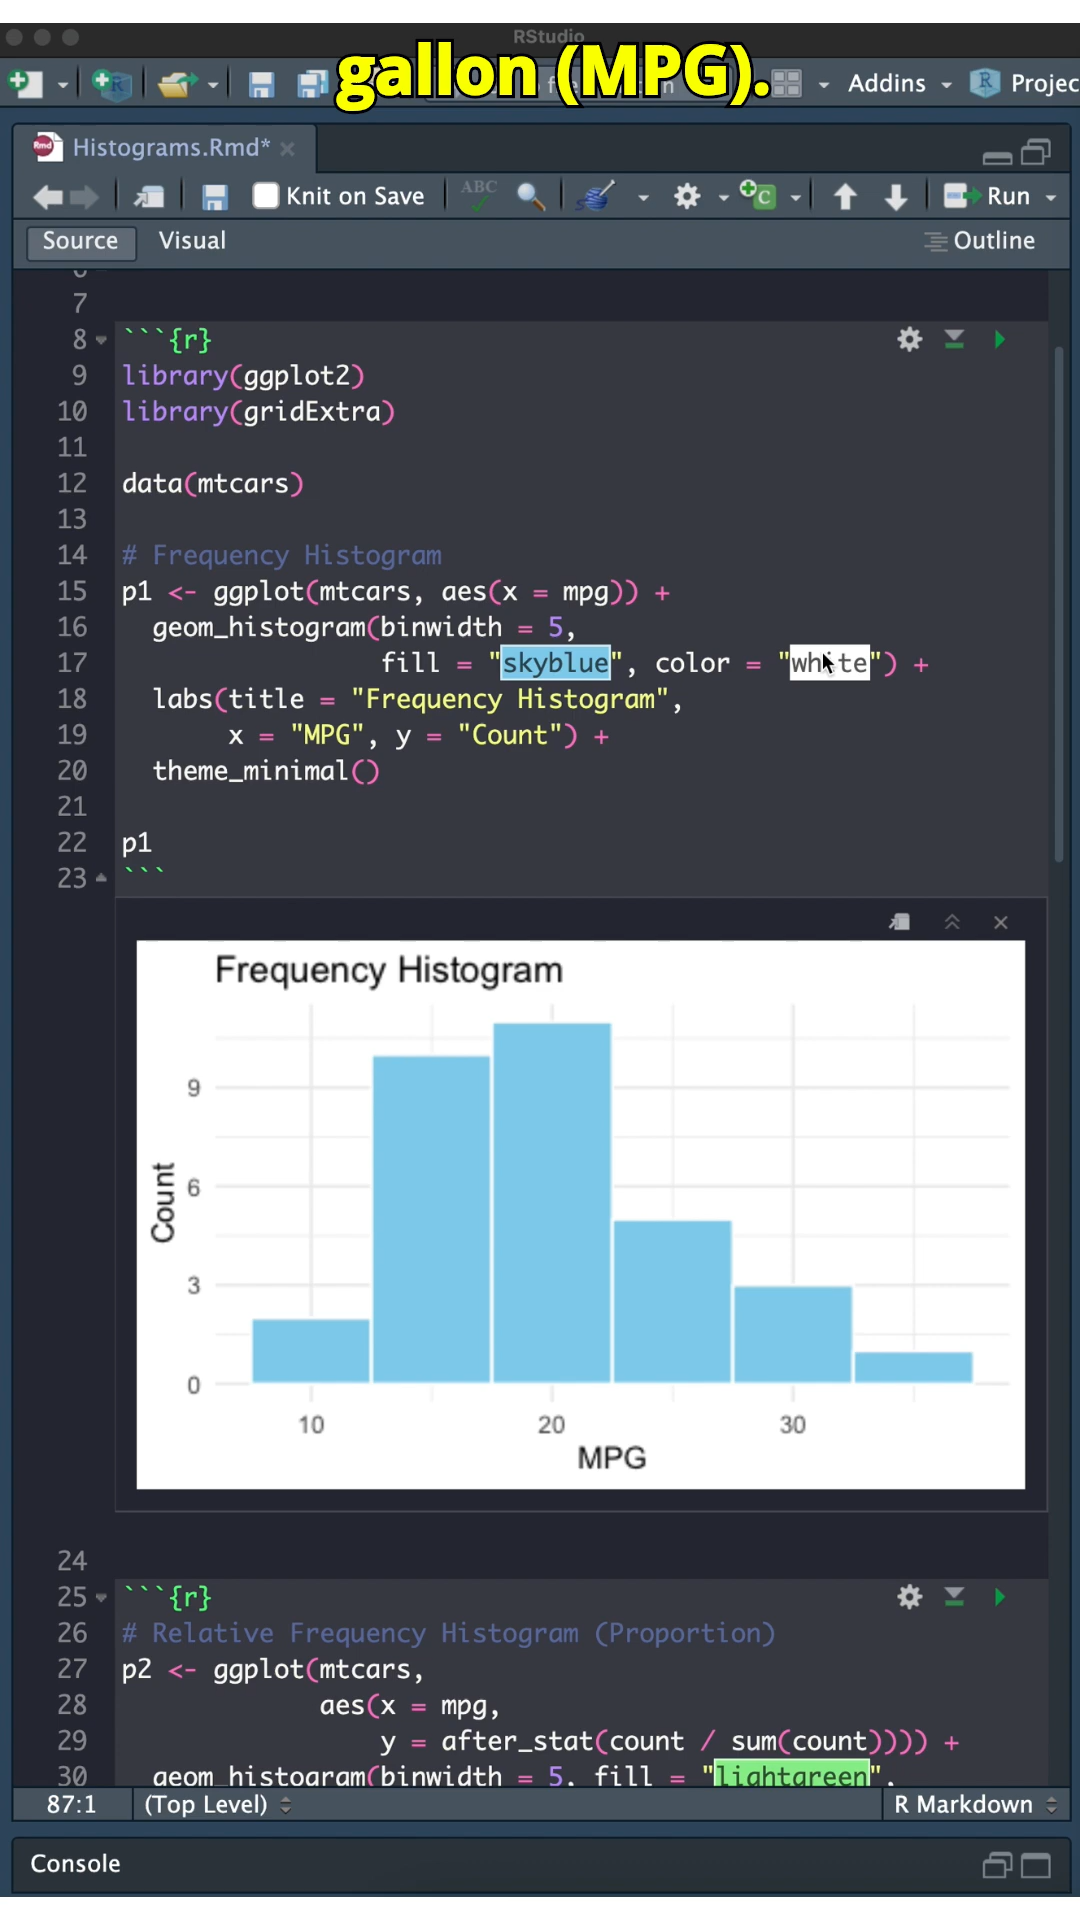 RStudio
gallon (MPG).
Addins
Projec
Histograms.Rmd*
Knit on Save
ABC
Run
Source Visual
Outline
7
8 ```{r}
9 library(ggplot2)
10 library(gridExtra)
11
12 data(mtcars)
13
14 # Frequency Histogram
15 p1 <- ggplot(mtcars, aes(x = mpg)) +
16 geom_histogram(binwidth = 5,
17 fill = "skyblue", color = "white") +
18 labs(title = "Frequency Histogram",
19 x = "MPG", y = "Count") +
20 theme_minimal()
21
22 p1
23 ```
Frequency Histogram
Count
9
6
3
0
10 20 30
MPG
24
25 ```{r}
26 # Relative Frequency Histogram (Proportion)
27 p2 <- ggplot(mtcars,
28 aes(x = mpg,
29 y = after_stat(count / sum(count)))) +
30 geom_histogram(binwidth = 5, fill = "lightgreen",
87:1 (Top Level) R Markdown
Console